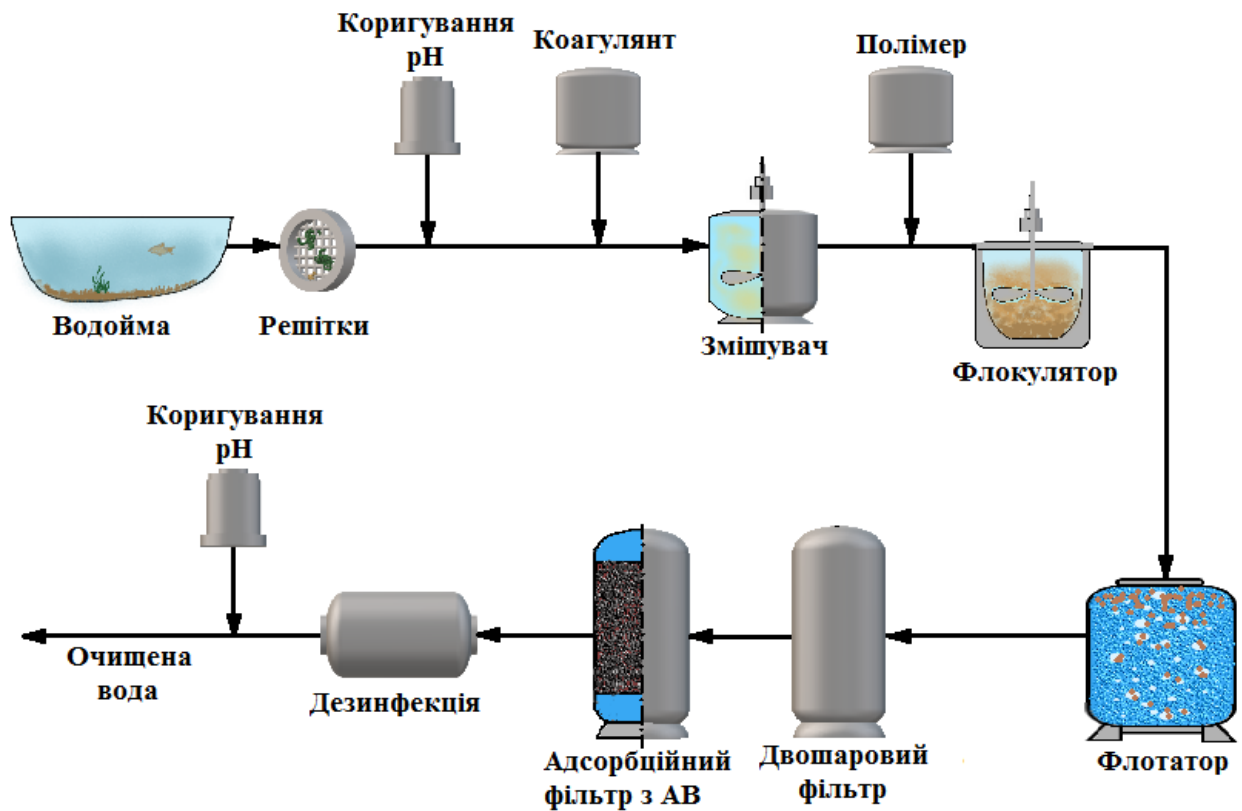 Коригування
pH
Коагулянт
Полімер
Водойма
Решітки
Змішувач
Флокулятор
Коригування
pH
Очищена
вода
Дезинфекція
Адсорбційний
фільтр з АВ
Двошаровий
фільтр
Флотатор